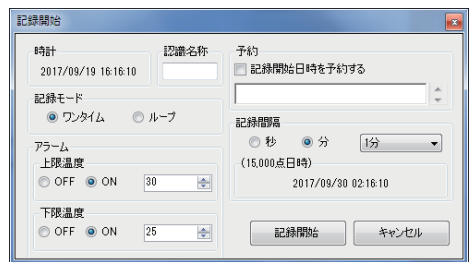 記録開始
時計
2017/09/19 16:16:10
認識名称
記録モード
ワンタイム ループ
アラーム
上限温度
OFF ON 30
下限温度
OFF ON 25
予約
記録開始日時を予約する
記録間隔
秒 分 1分
(15,000点日時)
2017/09/30 02:16:10
記録開始 キャンセル